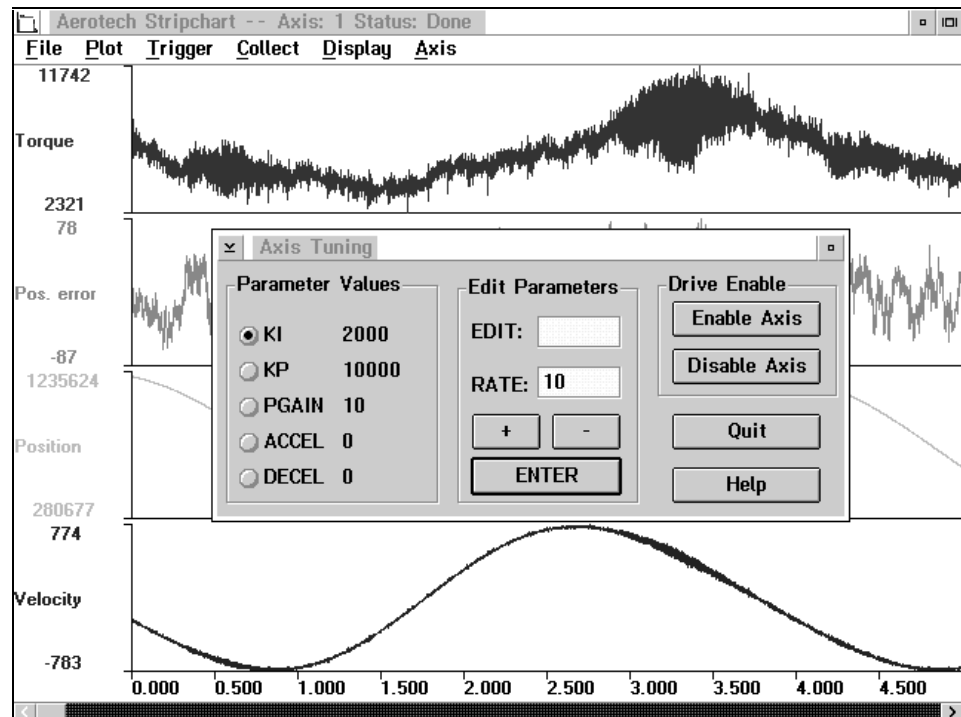 Aerotech Stripchart -- Axis: 1 Status: Done
File Plot Trigger Collect Display Axis
11742
Torque
2321
78
Pos. error
-87
1235624
Position
280677
774
Velocity
-783
0.000 0.500 1.000 1.500 2.000 2.500 3.000 3.500 4.000 4.500
Axis Tuning
Parameter Values
KI 2000
KP 10000
PGAIN 10
ACCEL 0
DECEL 0
Edit Parameters
EDIT:
RATE: 10
+ -
ENTER
Drive Enable
Enable Axis
Disable Axis
Quit
Help